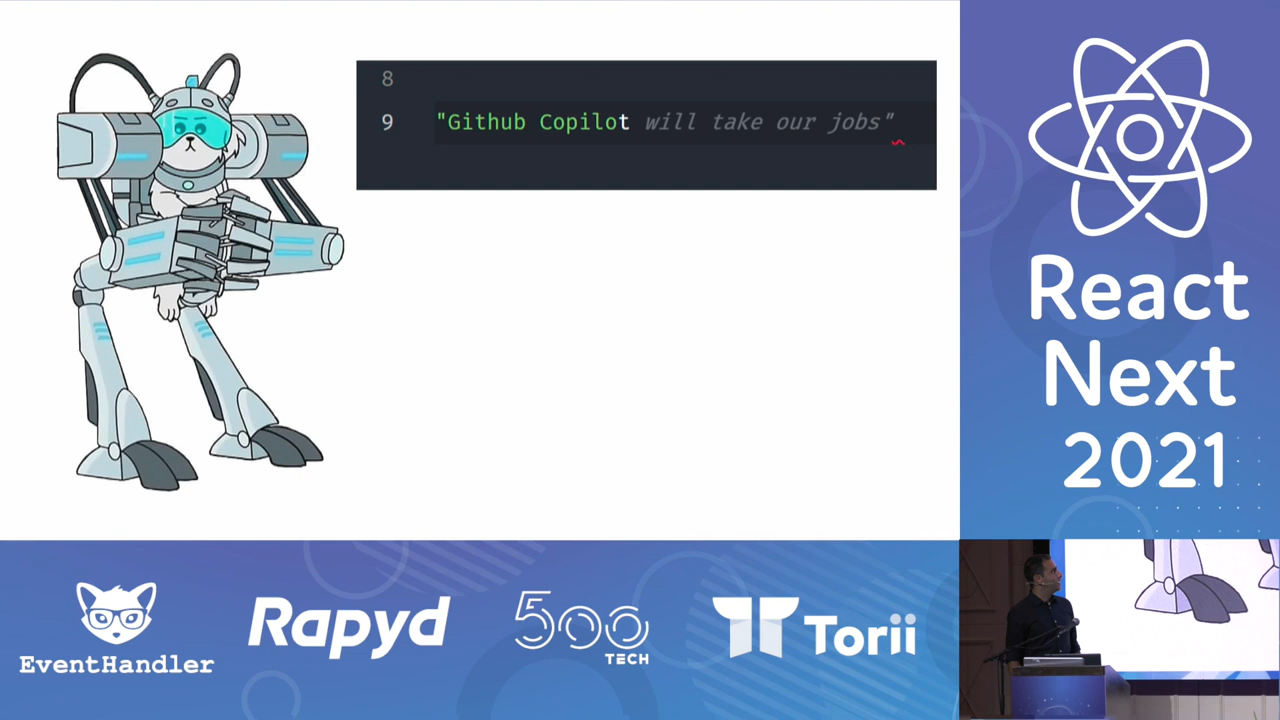 8
9 "Github Copilot will take our jobs"
React
Next
2021
EventHandler
Rapyd
500
TECH
Torii